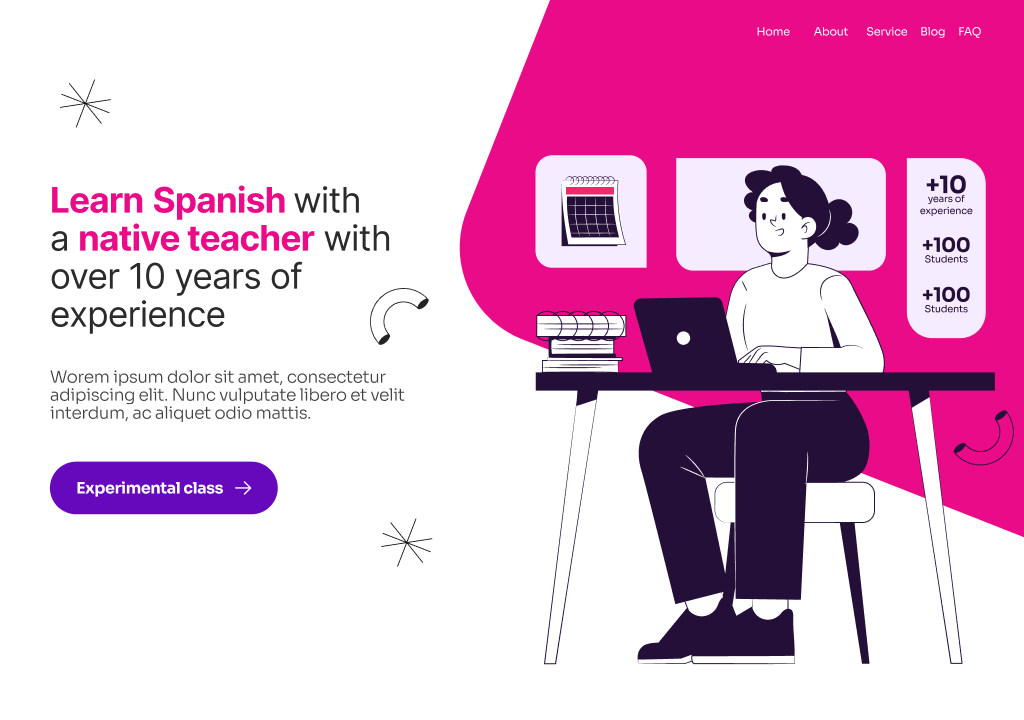 Home About Service Blog FAQ
Learn Spanish with
a native teacher with
over 10 years of
experience
Worem ipsum dolor sit amet, consectetur
adipiscing elit. Nunc vulputate libero et velit
interdum, ac aliquet odio mattis.
Experimental class
+10
years of
experience
+100
Students
+100
Students